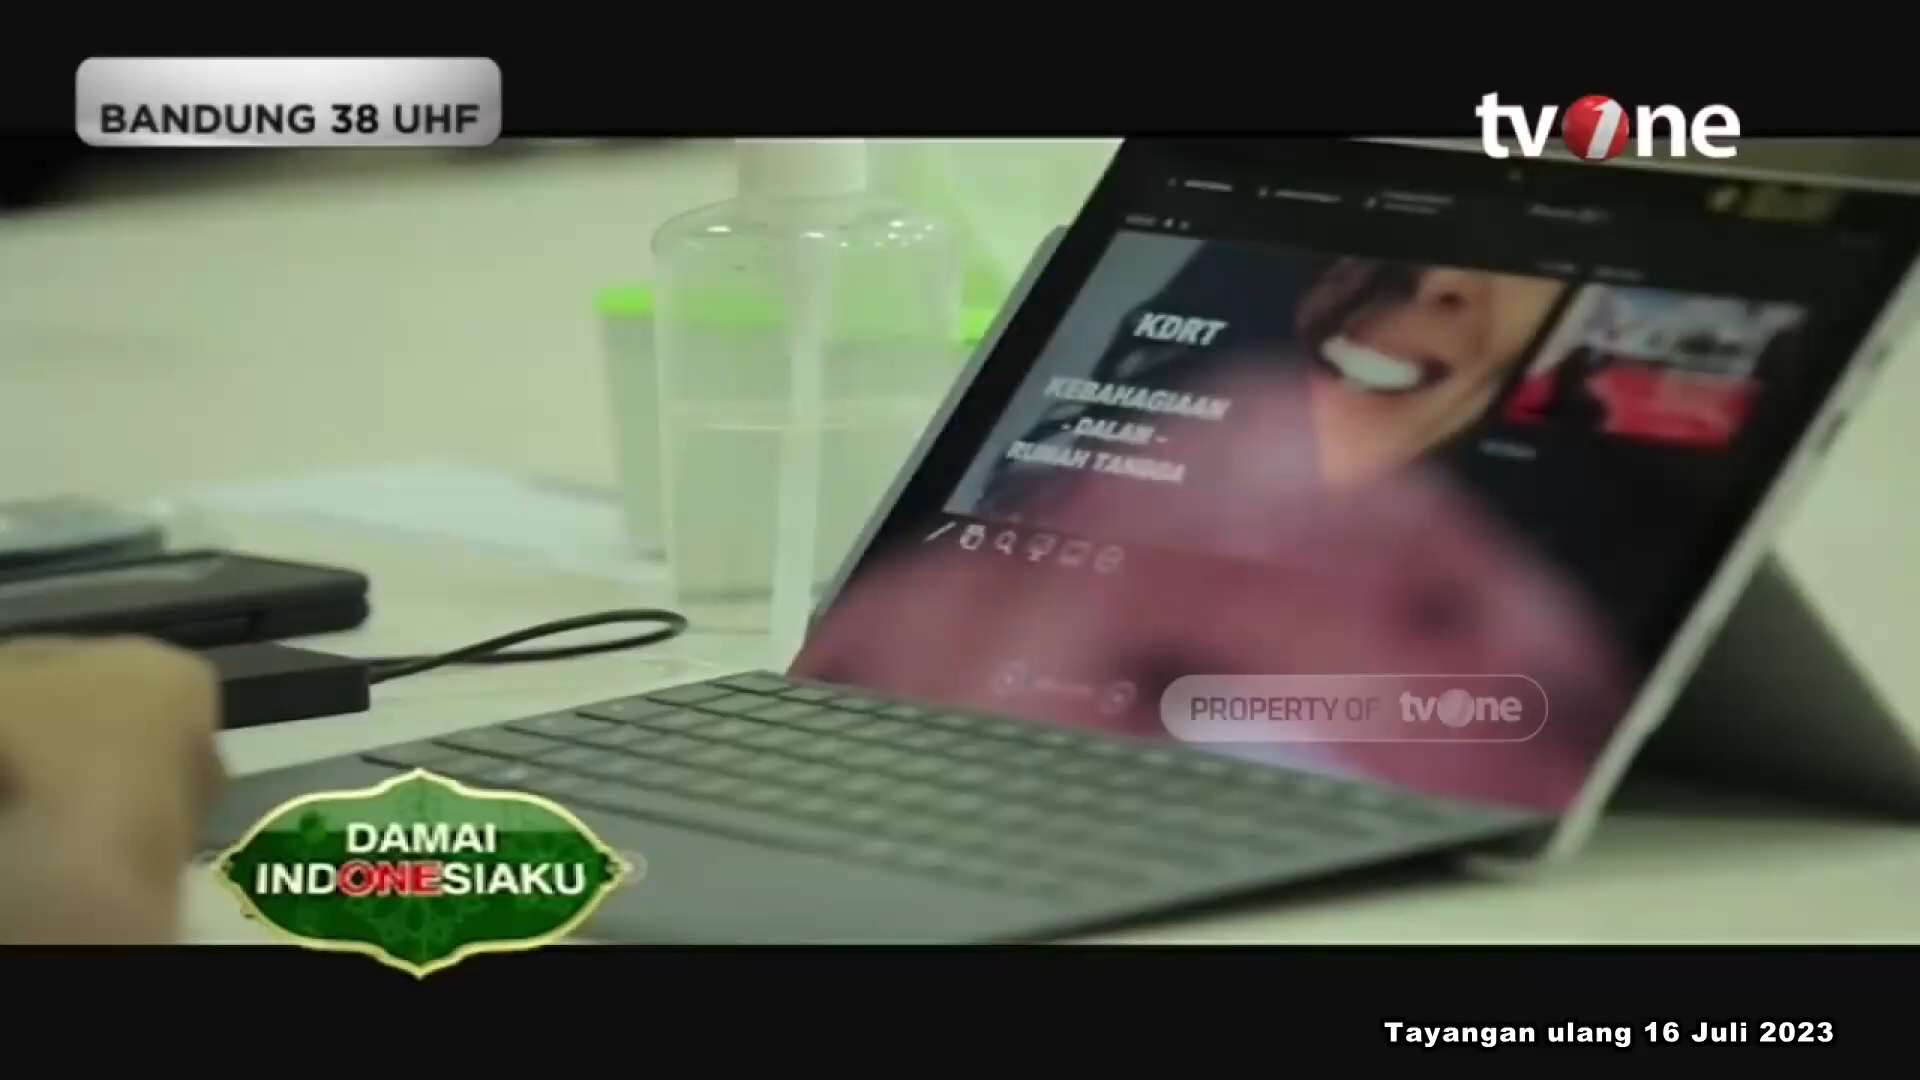 BANDUNG 38 UHF
tvOne
KDRT
KEBAHAGIAAN
- DALAM -
RUMAH TANGGA
PROPERTY OF tvOne
DAMAI
INDONESIAKU
Tayangan ulang 16 Juli 2023